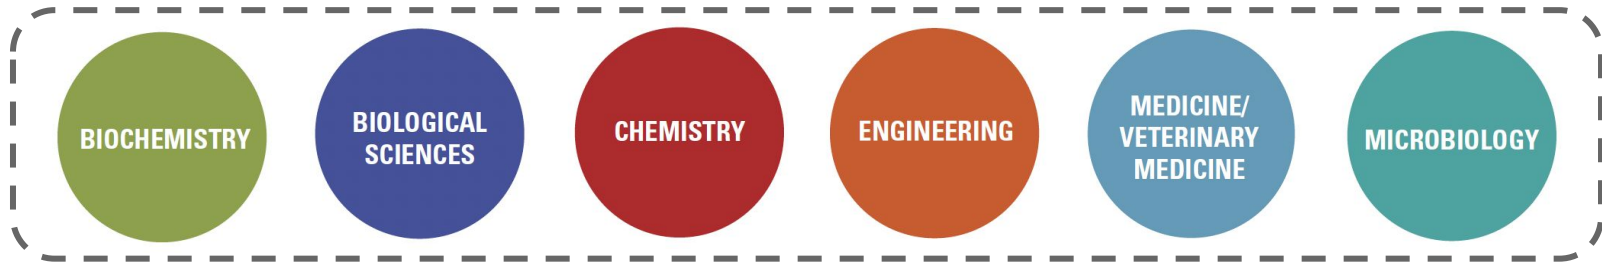 BIOCHEMISTRY
BIOLOGICAL
SCIENCES
CHEMISTRY
ENGINEERING
MEDICINE/
VETERINARY
MEDICINE
MICROBIOLOGY